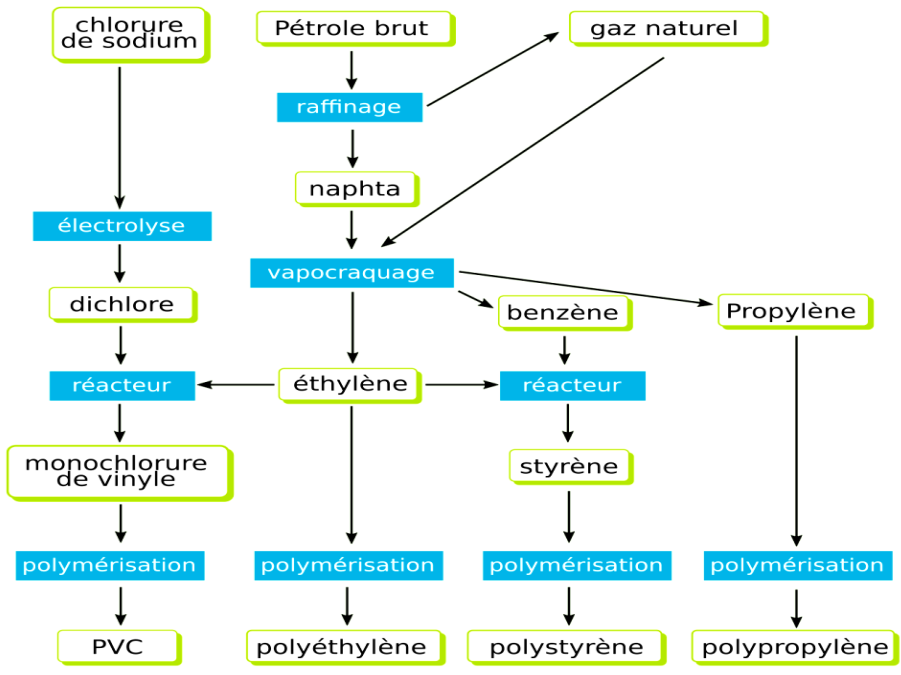 chlorure
de sodium
Pétrole brut
gaz naturel
raffinage
naphta
électrolyse
vapocraquage
dichlore
benzène
Propylène
réacteur
éthylène
réacteur
monochlorure
de vinyle
styrène
polymérisation
polymérisation
polymérisation
polymérisation
PVC
polyéthylène
polystyrène
polypropylène